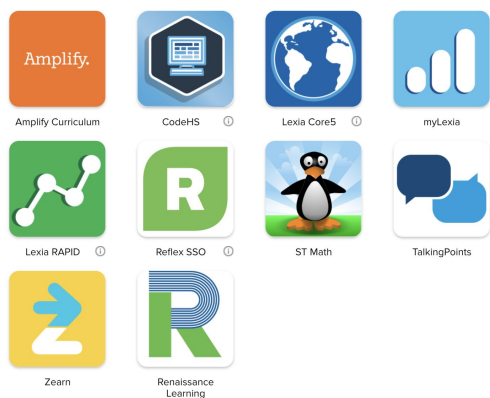 Amplify.
Amplify Curriculum
CodeHS
Lexia Core5
myLexia
R
Lexia RAPID
Reflex SSO
ST Math
TalkingPoints
Z
R
Zearn
Renaissance
Learning